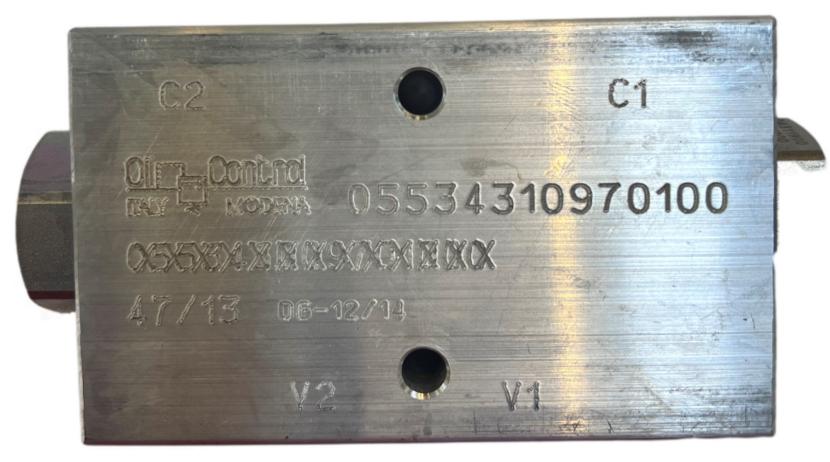 C2 C1
Oil Control 05534310970100
ITALY MODENA
47/13 06-12/14
V2 V1